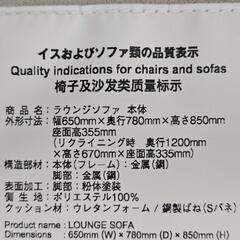 イスおよびソファ類の品質表示
Quality indications for chairs and sofas
椅子及沙发类质量标示
商品名:ラウンジソファ 本体
外形寸法:幅650mm×奥行780mm×高さ850mm
座面高355mm
(リクライニング時 奥行1200mm
×高さ670mm×座面高335mm)
構造部材:本体(フレーム):金属(鋼)
脚部:金属(鋼)
表面加工:脚部:粉体塗装
側生地:ポリエステル100%
クッション材:ウレタンフォーム/鋼製ばね(Sバネ)
Product name : LOUNGE SOFA
Dimensions : 650mm (W) × 780mm (D) × 850mm (H)